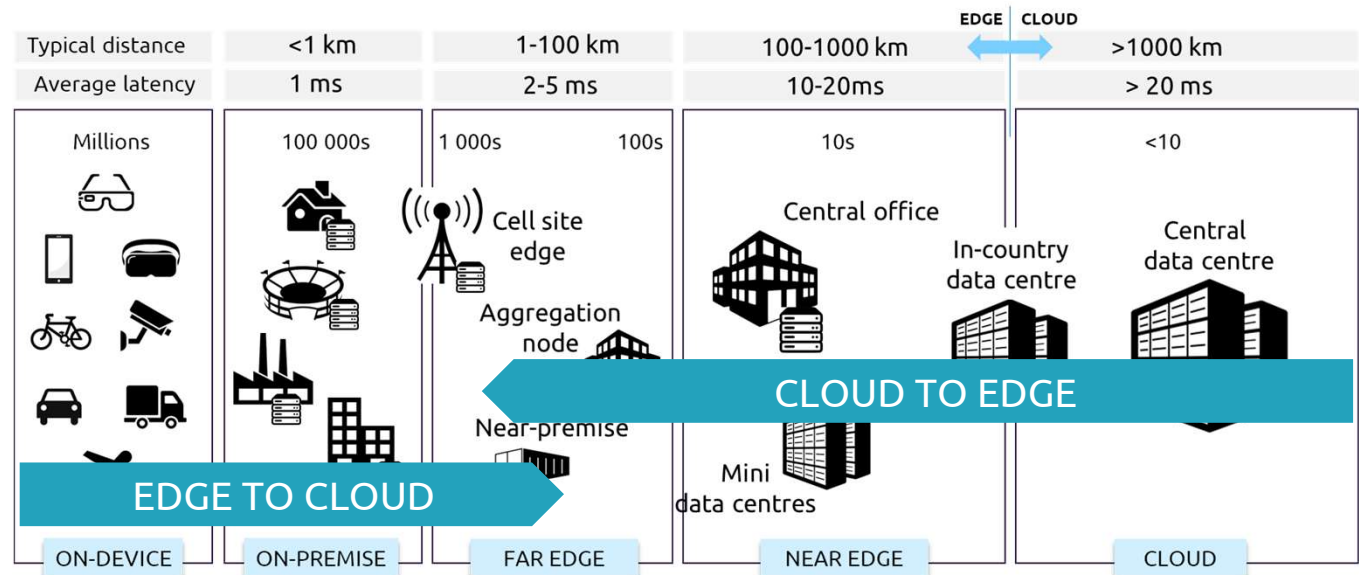 EDGE CLOUD
Typical distance <1 km 1-100 km 100-1000 km >1000 km
Average latency 1 ms 2-5 ms 10-20ms > 20 ms
Millions 100 000s 1 000s 100s 10s <10
Cell site
edge
Aggregation
node
Near-premise
Central office
Mini
data centres
In-country
data centre
Central
data centre
CLOUD TO EDGE
EDGE TO CLOUD
ON-DEVICE ON-PREMISE FAR EDGE NEAR EDGE CLOUD